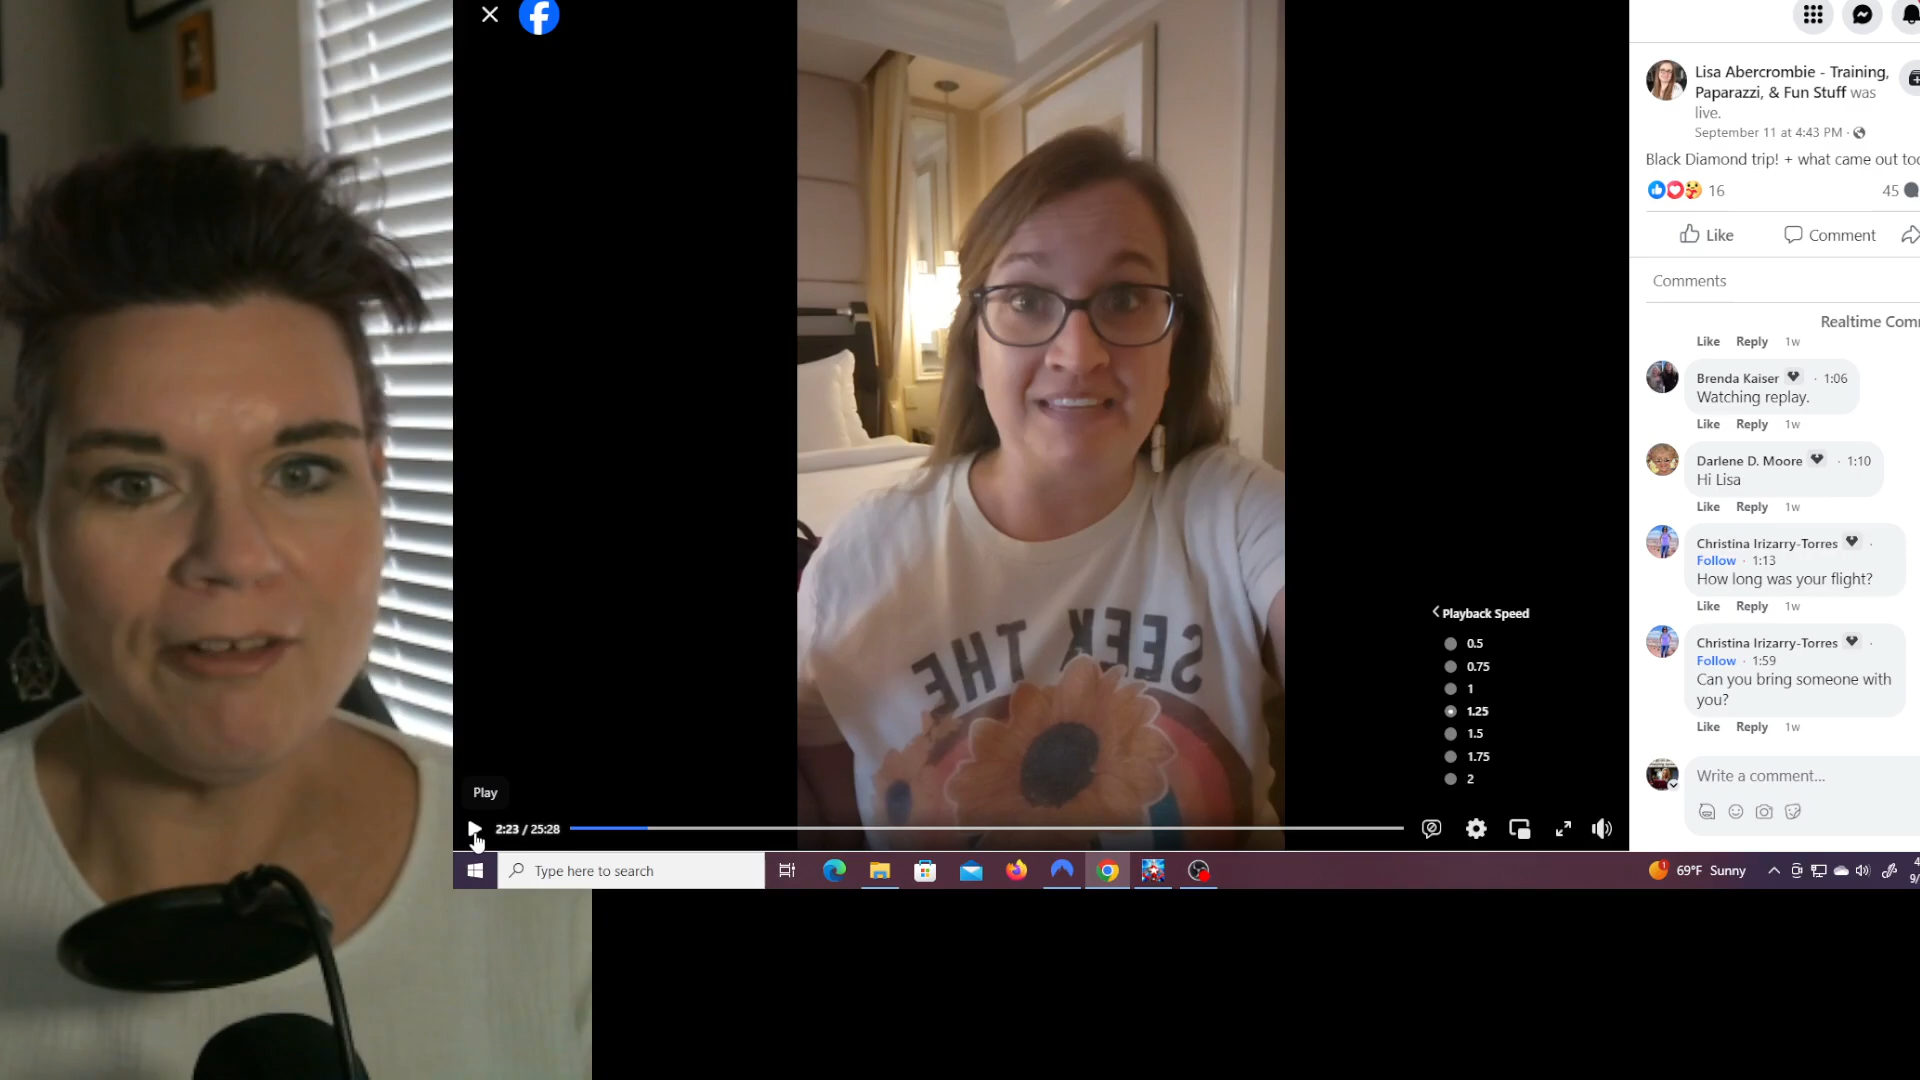 Lisa Abercrombie - Training,
Paparazzi, & Fun Stuff was
live.
September 11 at 4:43 PM ·
Black Diamond trip! + what came out
16
45
Like
Comment
Comments
Realtime
Like Reply 1w
Brenda Kaiser · 1:06
Watching replay.
Like Reply 1w
Darlene D. Moore · 1:10
Hi Lisa
Like Reply 1w
Christina Irizarry-Torres ·
Follow · 1:13
How long was your flight?
Like Reply 1w
Christina Irizarry-Torres ·
Follow · 1:59
Can you bring someone with
you?
Like Reply 1w
Write a comment...
SEEK THE
Playback Speed
0.5
0.75
1
1.25
1.5
1.75
2
Play
2:23 / 25:28
Type here to search
69°F Sunny